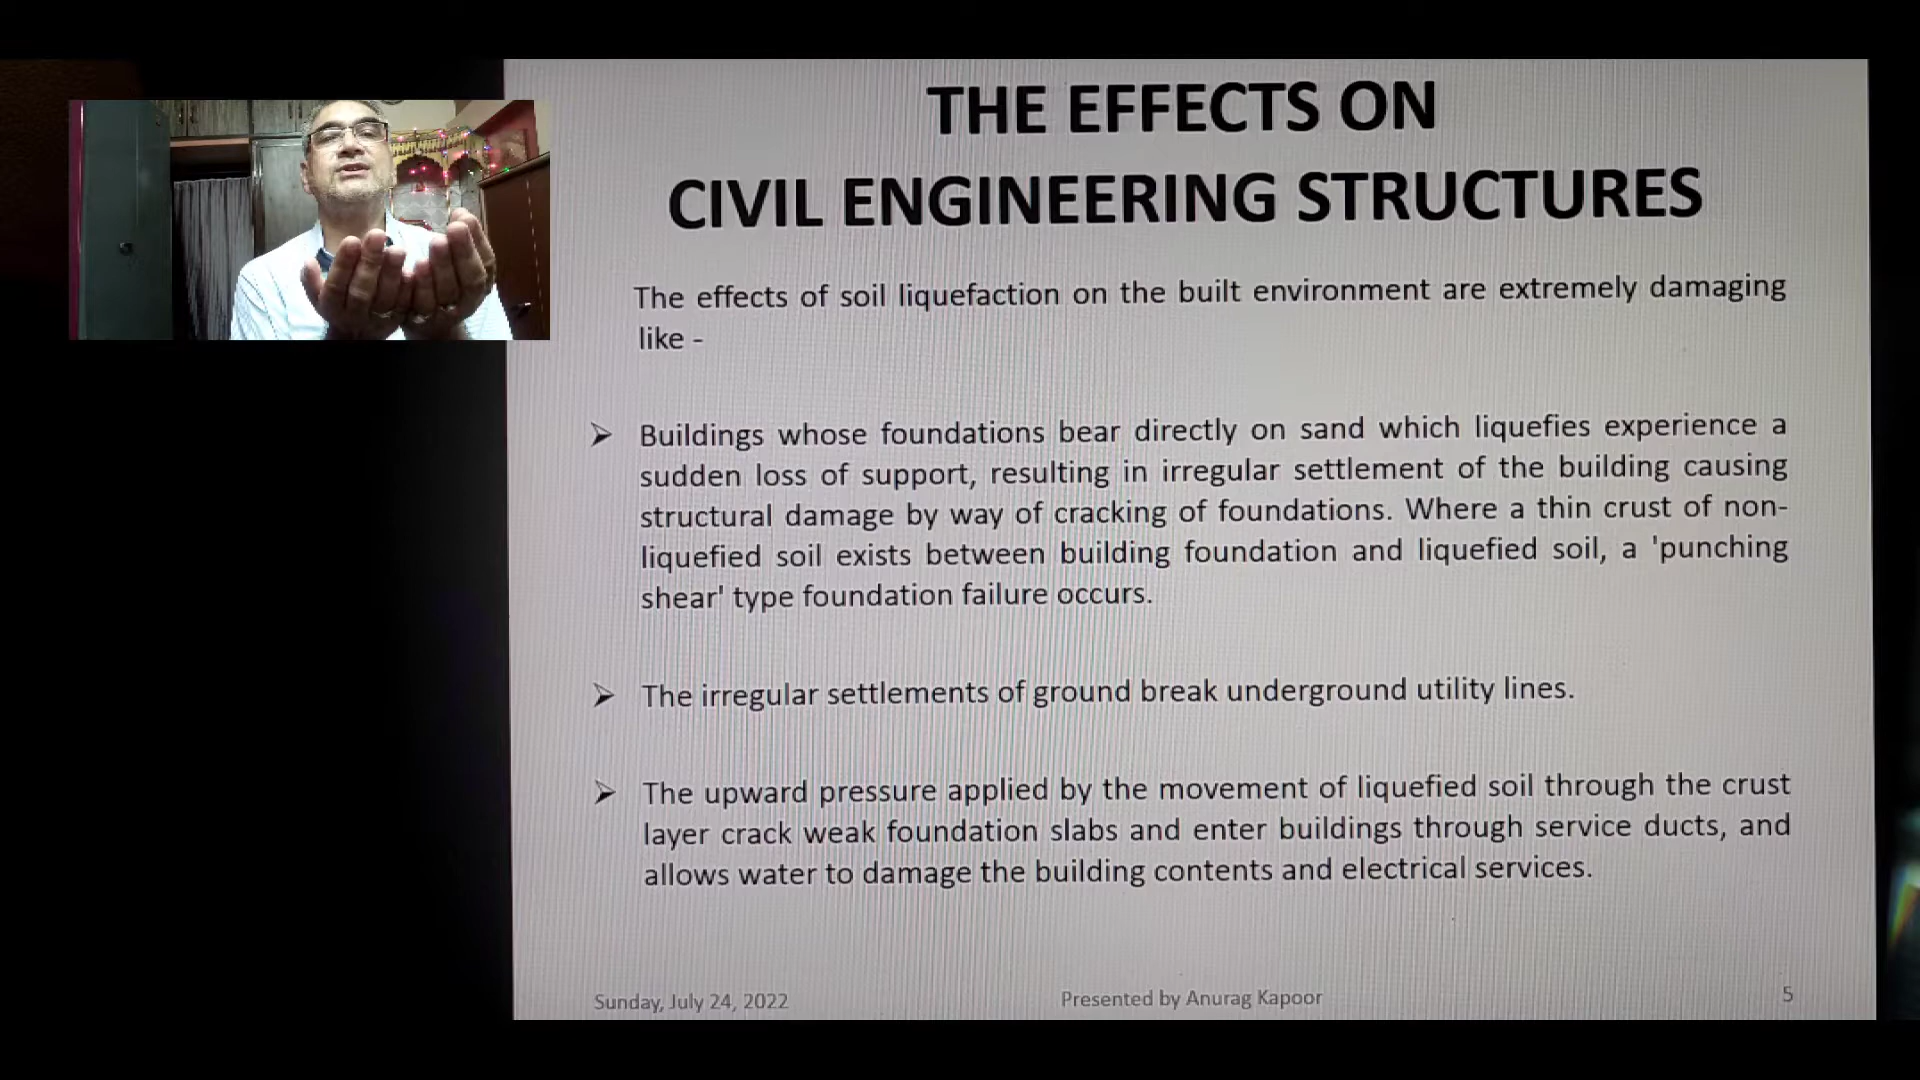 THE EFFECTS ON
CIVIL ENGINEERING STRUCTURES
The effects of soil liquefaction on the built environment are extremely damaging
like -
➢ Buildings whose foundations bear directly on sand which liquefies experience a
sudden loss of support, resulting in irregular settlement of the building causing
structural damage by way of cracking of foundations. Where a thin crust of non-
liquefied soil exists between building foundation and liquefied soil, a 'punching
shear' type foundation failure occurs.
➢ The irregular settlements of ground break underground utility lines.
➢ The upward pressure applied by the movement of liquefied soil through the crust
layer crack weak foundation slabs and enter buildings through service ducts, and
allows water to damage the building contents and electrical services.
Sunday, July 24, 2022
Presented by Anurag Kapoor
5